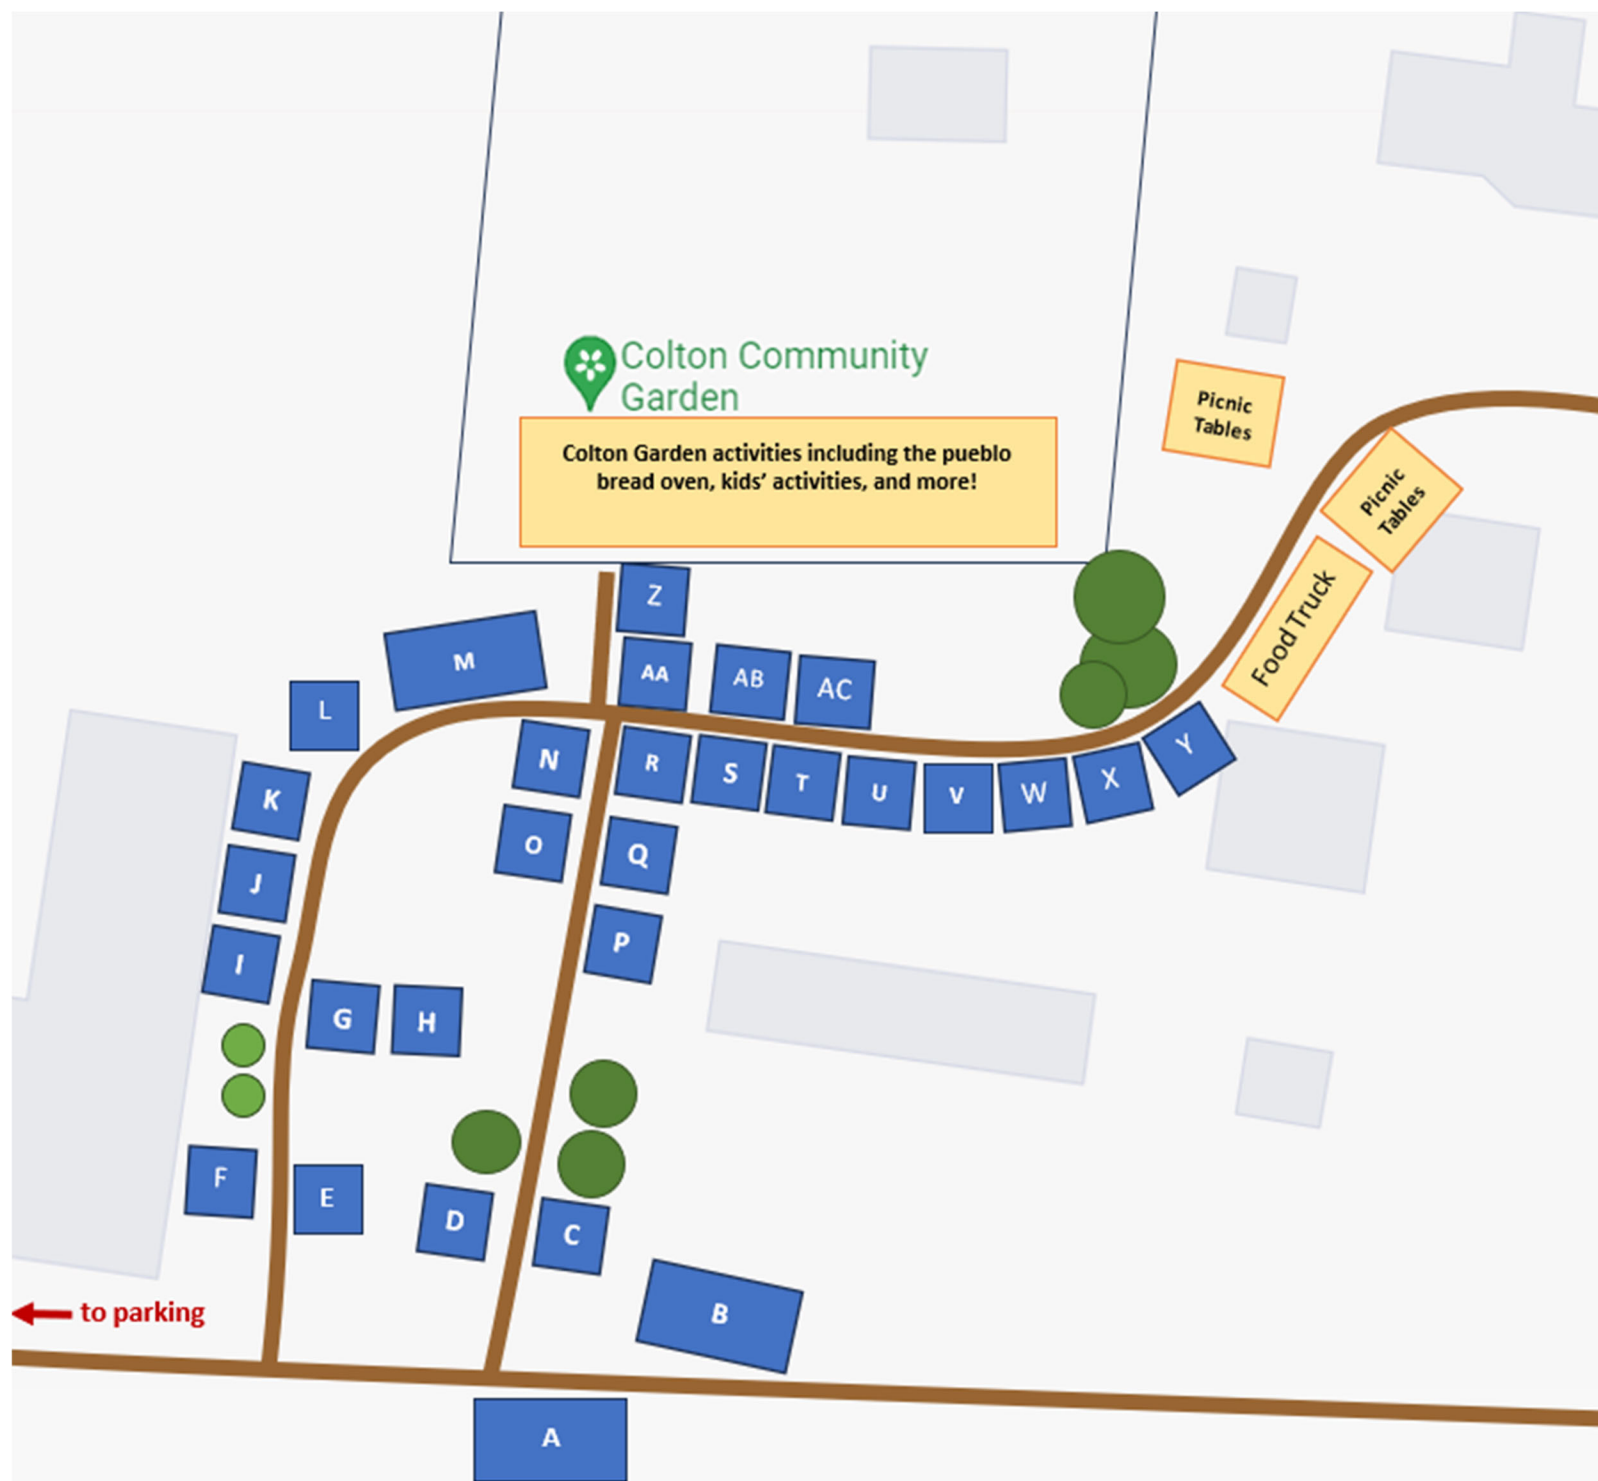 Colton Community
Garden
Colton Garden activities including the pueblo
bread oven, kids’ activities, and more!
Picnic
Tables
Picnic
Tables
Food Truck
Z
AA
AB
AC
M
L
N
R
S
T
U
V
W
X
Y
K
O
Q
J
P
I
G
H
F
E
D
C
B
to parking
A